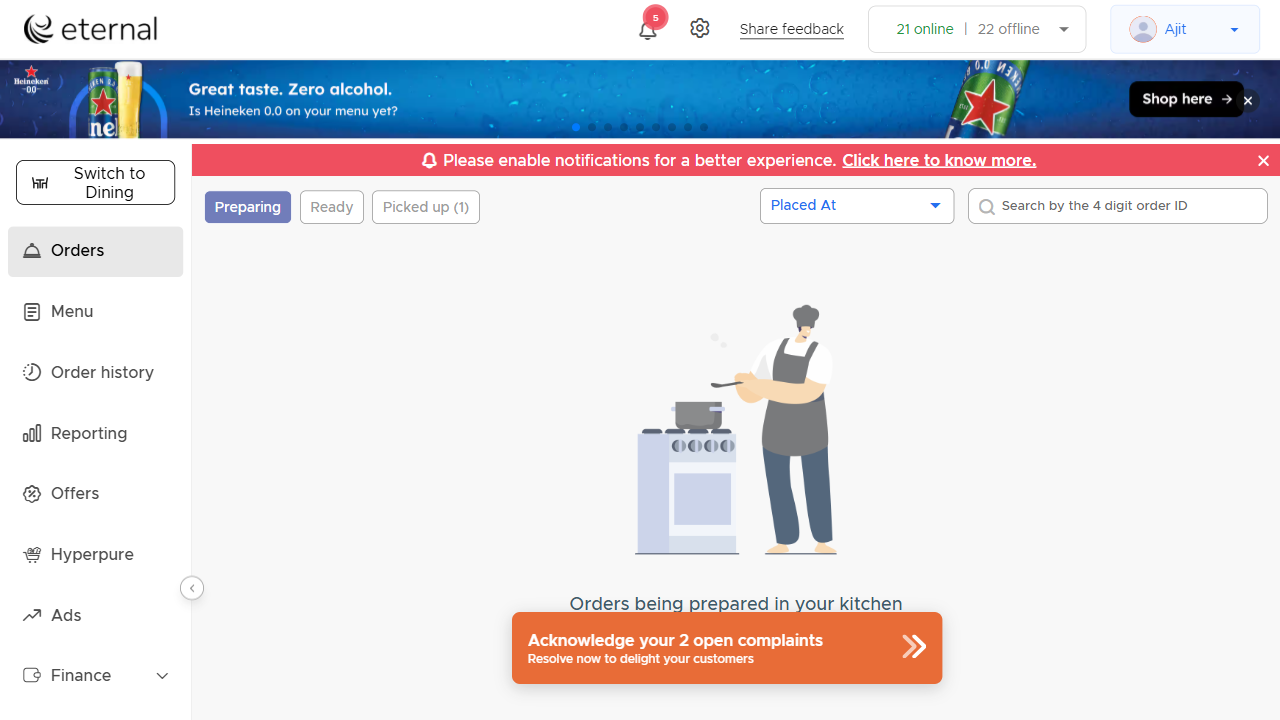 eternal
5
Share feedback
21 online | 22 offline
Ajit
Heineken
0.0
Great taste. Zero alcohol.
Is Heineken 0.0 on your menu yet?
Shop here
Switch to
Dining
Please enable notifications for a better experience. Click here to know more.
Preparing
Ready
Picked up (1)
Placed At
Search by the 4 digit order ID
Orders
Menu
Order history
Reporting
Offers
Hyperpure
Ads
Finance
Orders being prepared in your kitchen
Acknowledge your 2 open complaints
Resolve now to delight your customers